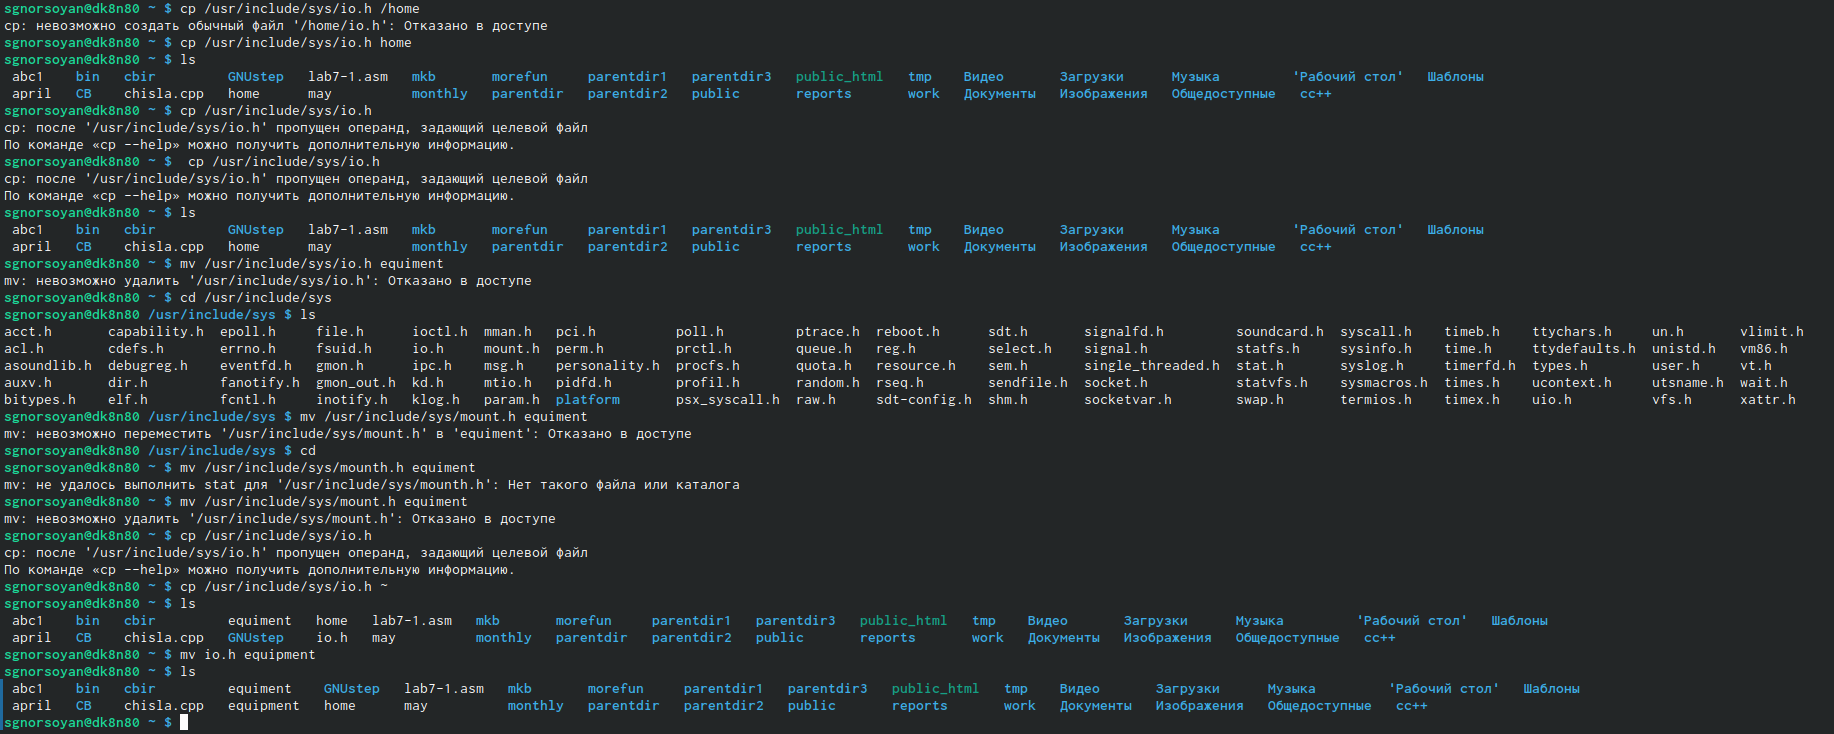 sgnorsoyan@dk8n80 ~ $ cp /usr/include/sys/io.h /home
cp: невозможно создать обычный файл '/home/io.h': Отказано в доступе
sgnorsoyan@dk8n80 ~ $ cp /usr/include/sys/io.h home
sgnorsoyan@dk8n80 ~ $ ls
abc1 bin cbir GNUstep lab7-1.asm mkb morefun parentdir1 parentdir3 public_html tmp Видео Загрузки Музыка 'Рабочий стол' Шаблоны
april CB chisla.cpp home may monthly parentdir parentdir2 public reports work Документы Изображения Общедоступные cc++
sgnorsoyan@dk8n80 ~ $ cp /usr/include/sys/io.h
cp: после '/usr/include/sys/io.h' пропущен операнд, задающий целевой файл
По команде «cp --help» можно получить дополнительную информацию.
sgnorsoyan@dk8n80 ~ $  cp /usr/include/sys/io.h
cp: после '/usr/include/sys/io.h' пропущен операнд, задающий целевой файл
По команде «cp --help» можно получить дополнительную информацию.
sgnorsoyan@dk8n80 ~ $ ls
abc1 bin cbir GNUstep lab7-1.asm mkb morefun parentdir1 parentdir3 public_html tmp Видео Загрузки Музыка 'Рабочий стол' Шаблоны
april CB chisla.cpp home may monthly parentdir parentdir2 public reports work Документы Изображения Общедоступные cc++
sgnorsoyan@dk8n80 ~ $ mv /usr/include/sys/io.h equiment
mv: невозможно удалить '/usr/include/sys/io.h': Отказано в доступе
sgnorsoyan@dk8n80 ~ $ cd /usr/include/sys
sgnorsoyan@dk8n80 /usr/include/sys $ ls
acct.h capability.h epoll.h file.h ioctl.h mman.h pci.h poll.h ptrace.h reboot.h sdt.h signalfd.h soundcard.h syscall.h timeb.h ttychars.h un.h vlimit.h
acl.h cdefs.h errno.h fsuid.h io.h mount.h perm.h prctl.h queue.h reg.h select.h signal.h statfs.h sysinfo.h time.h ttydefaults.h unistd.h vm86.h
asoundlib.h debugreg.h eventfd.h gmon.h ipc.h msg.h personality.h procfs.h quota.h resource.h sem.h single_threaded.h stat.h syslog.h timerfd.h types.h user.h vt.h
auxv.h dir.h fanotify.h gmon_out.h kd.h mtio.h pidfd.h profil.h random.h rseq.h sendfile.h socket.h statvfs.h sysmacros.h times.h ucontext.h utsname.h wait.h
bitypes.h elf.h fcntl.h inotify.h klog.h param.h platform psx_syscall.h raw.h sdt-config.h shm.h socketvar.h swap.h termios.h timex.h uio.h vfs.h xattr.h
sgnorsoyan@dk8n80 /usr/include/sys $ mv /usr/include/sys/mount.h equiment
mv: невозможно переместить '/usr/include/sys/mount.h' в 'equiment': Отказано в доступе
sgnorsoyan@dk8n80 /usr/include/sys $ cd
sgnorsoyan@dk8n80 ~ $ mv /usr/include/sys/mounth.h equiment
mv: не удалось выполнить stat для '/usr/include/sys/mounth.h': Нет такого файла или каталога
sgnorsoyan@dk8n80 ~ $ mv /usr/include/sys/mount.h equiment
mv: невозможно удалить '/usr/include/sys/mount.h': Отказано в доступе
sgnorsoyan@dk8n80 ~ $ cp /usr/include/sys/io.h
cp: после '/usr/include/sys/io.h' пропущен операнд, задающий целевой файл
По команде «cp --help» можно получить дополнительную информацию.
sgnorsoyan@dk8n80 ~ $ cp /usr/include/sys/io.h ~
sgnorsoyan@dk8n80 ~ $ ls
abc1 bin cbir equiment home lab7-1.asm mkb morefun parentdir1 parentdir3 public_html tmp Видео Загрузки Музыка 'Рабочий стол' Шаблоны
april CB chisla.cpp GNUstep io.h may monthly parentdir parentdir2 public reports work Документы Изображения Общедоступные cc++
sgnorsoyan@dk8n80 ~ $ mv io.h equipment
sgnorsoyan@dk8n80 ~ $ ls
abc1 bin cbir equiment GNUstep lab7-1.asm mkb morefun parentdir1 parentdir3 public_html tmp Видео Загрузки Музыка 'Рабочий стол' Шаблоны
april CB chisla.cpp equipment home may monthly parentdir parentdir2 public reports work Документы Изображения Общедоступные cc++
sgnorsoyan@dk8n80 ~ $